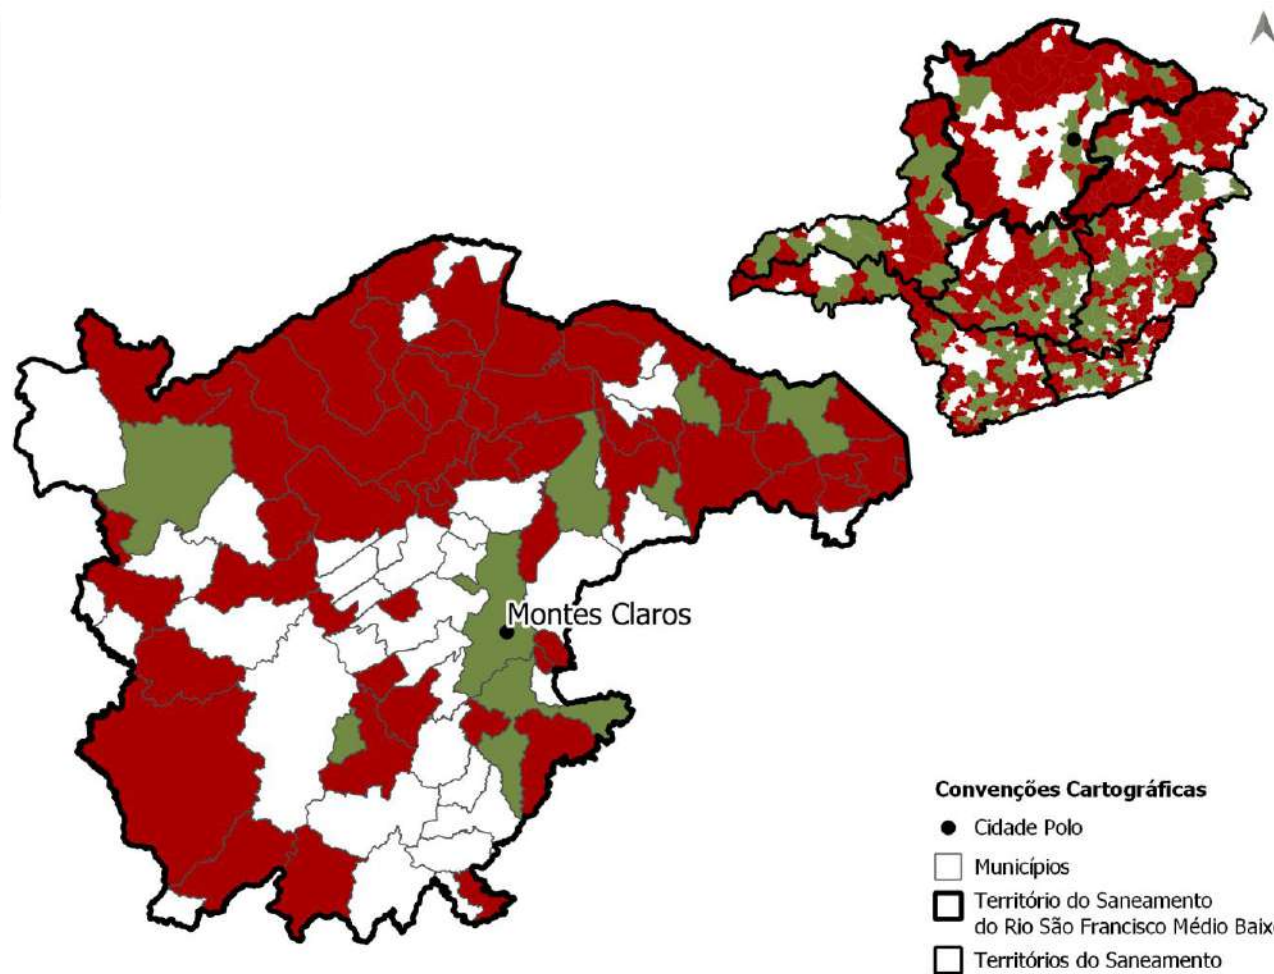 Montes Claros
Convenções Cartográficas
Cidade Polo
Municípios
Território do Saneamento
do Rio São Francisco Médio Baix
Territórios do Saneamento